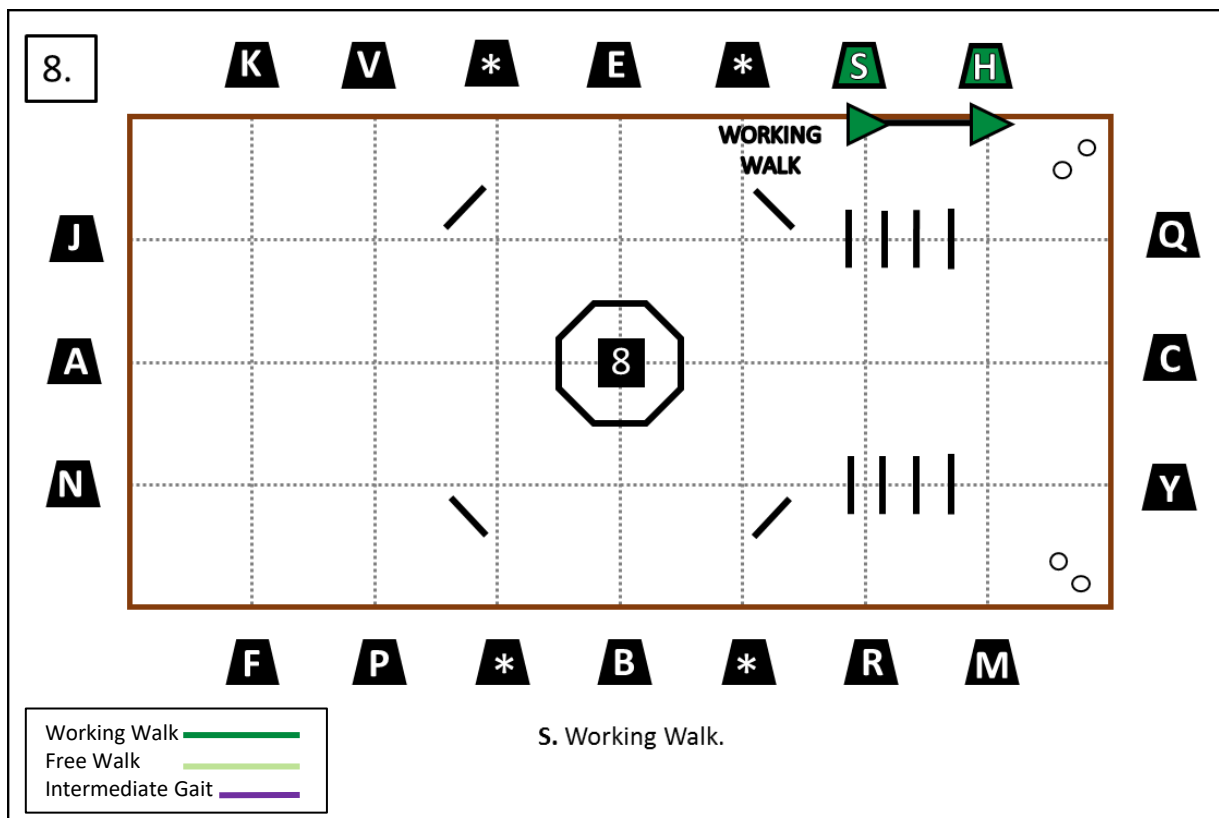 8.
K V * E * S H
WORKING
WALK
J Q
A 8 C
N Y
F P * B * R M
S. Working Walk.
Working Walk
Free Walk
Intermediate Gait